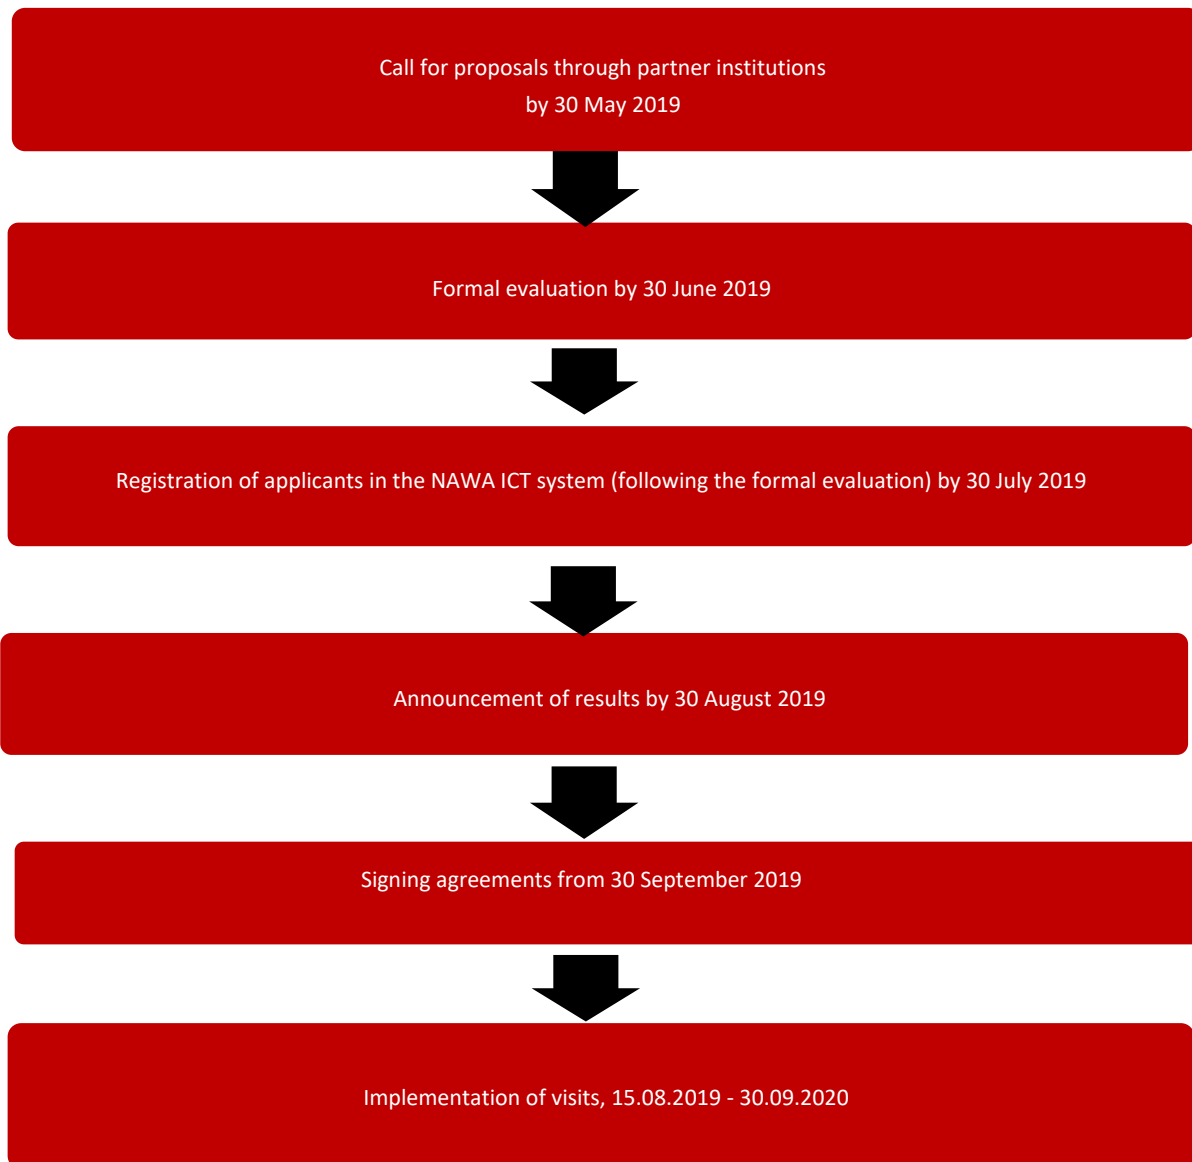 Call for proposals through partner institutions
by 30 May 2019
Formal evaluation by 30 June 2019
Registration of applicants in the NAWA ICT system (following the formal evaluation) by 30 July 2019
Announcement of results by 30 August 2019
Signing agreements from 30 September 2019
Implementation of visits, 15.08.2019 - 30.09.2020